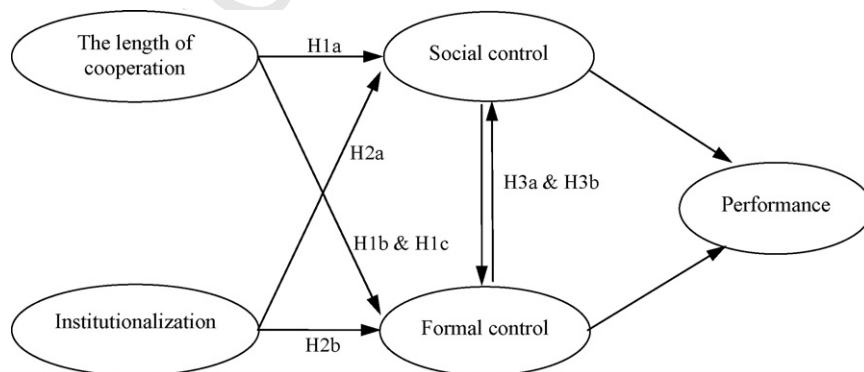 The length of
cooperation
H1a
Social control
H2a
H3a & H3b
Performance
H1b & H1c
Institutionalization
Formal control
H2b